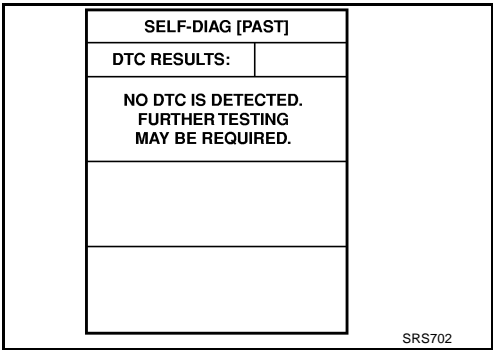 SELF-DIAG [PAST]
DTC RESULTS:
NO DTC IS DETECTED.
FURTHER TESTING
MAY BE REQUIRED.
SRS702